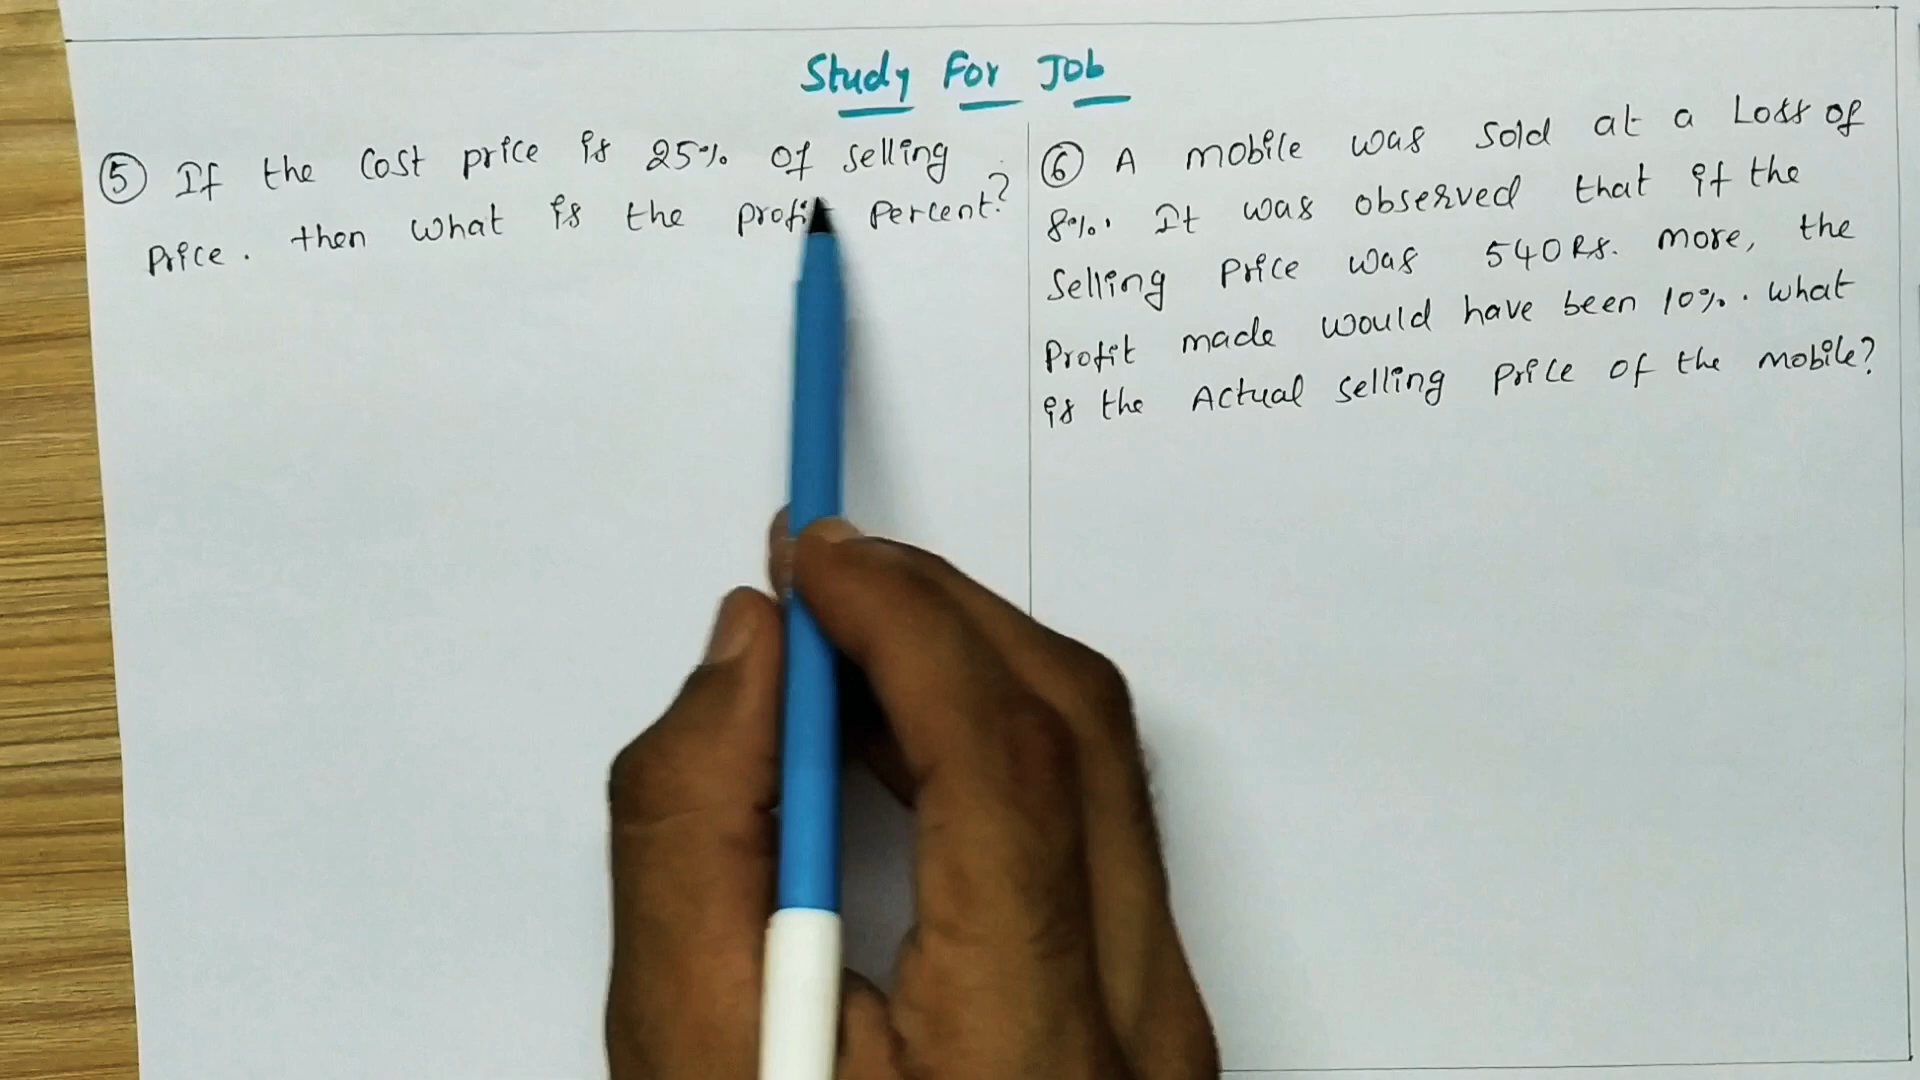 Study For Job
⑤ If the Cost price is 25% of selling
Price. then what is the profit Percent?
⑥ A mobile was sold at a Loss of
8%. It was observed that if the
Selling Price was 540 Rs. more, the
Profit made would have been 10%. what
is the Actual selling price of the mobile?